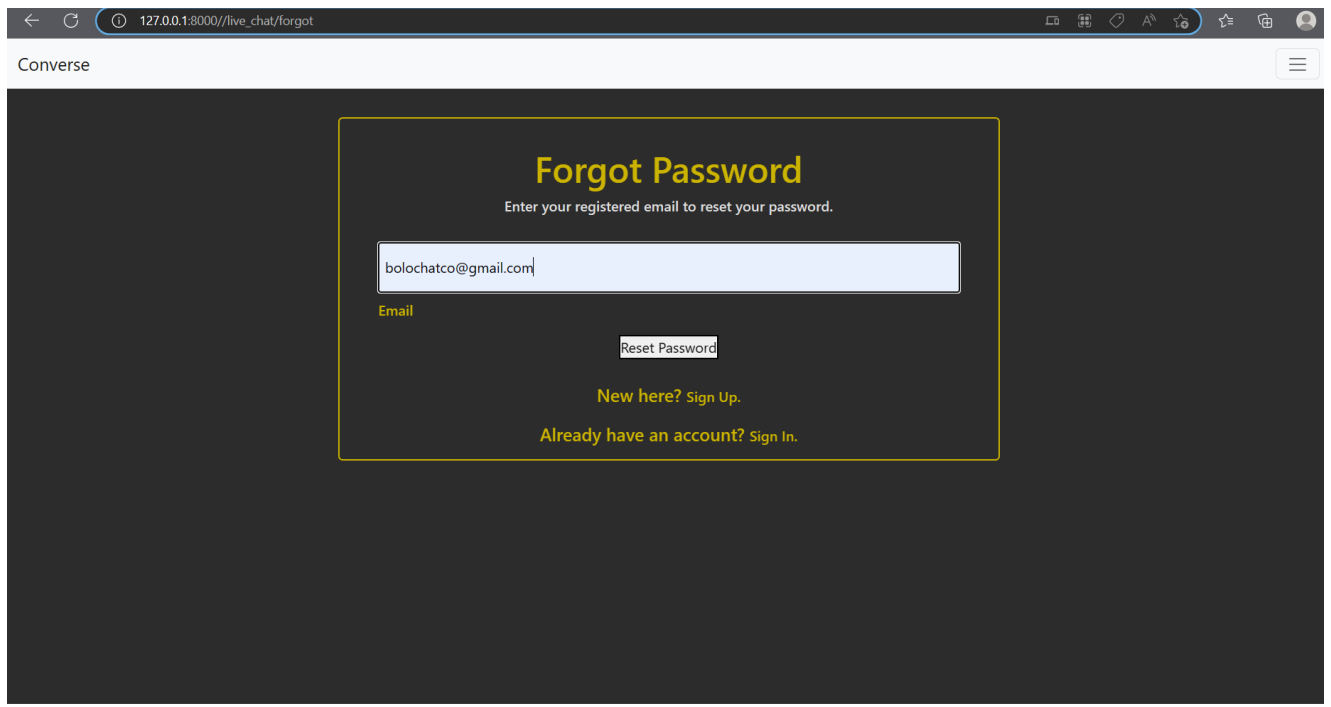 127.0.0.1:8000//live_chat/forgot
Converse
Forgot Password
Enter your registered email to reset your password.
bolochatco@gmail.com
Email
Reset Password
New here? Sign Up.
Already have an account? Sign In.